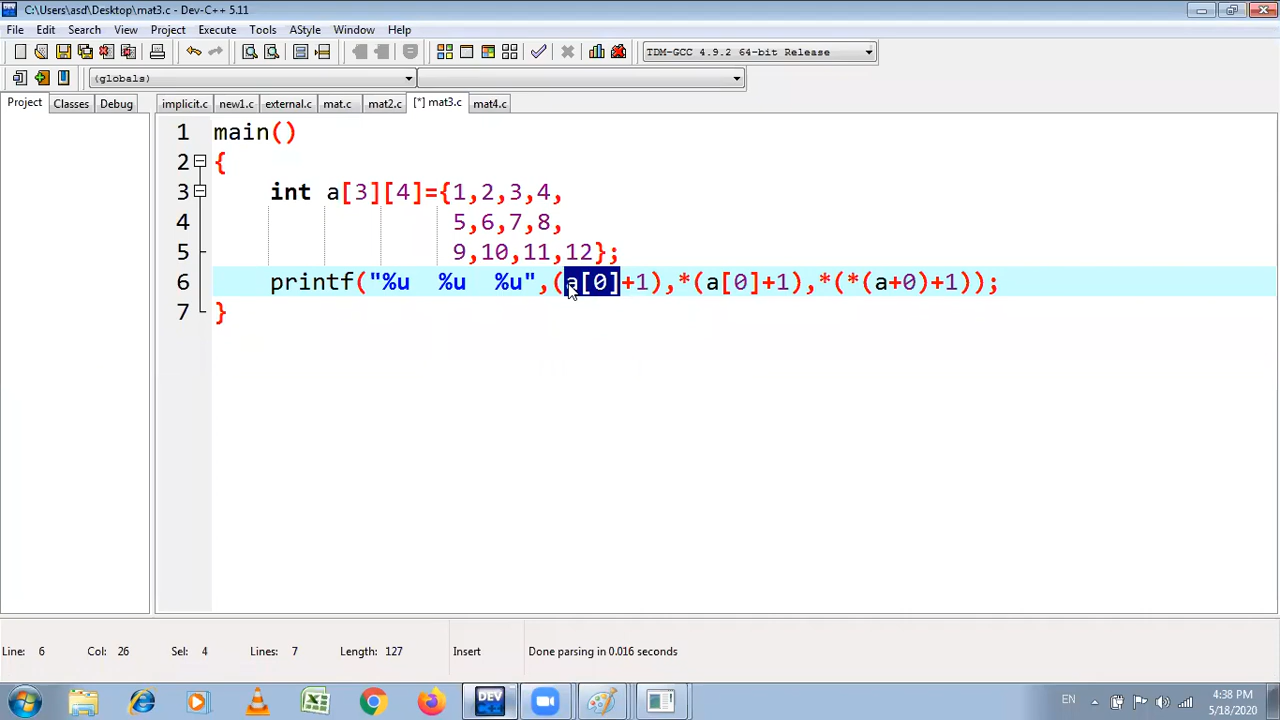 C:\Users\asd\Desktop\mat3.c - Dev-C++ 5.11
File Edit Search View Project Execute Tools AStyle Window Help
TDM-GCC 4.9.2 64-bit Release
(globals)
Project Classes Debug implicit.c new1.c external.c mat.c mat2.c [*] mat3.c mat4.c
1 main()
2 {
3 int a[3][4]={1,2,3,4,
4 5,6,7,8,
5 9,10,11,12};
6 printf("%u %u %u",(a[0]+1),*(a[0]+1),*(*(a+0)+1));
7 }
Line: 6 Col: 26 Sel: 4 Lines: 7 Length: 127 Insert Done parsing in 0.016 seconds
DEV
EN
4:38 PM
5/18/2020